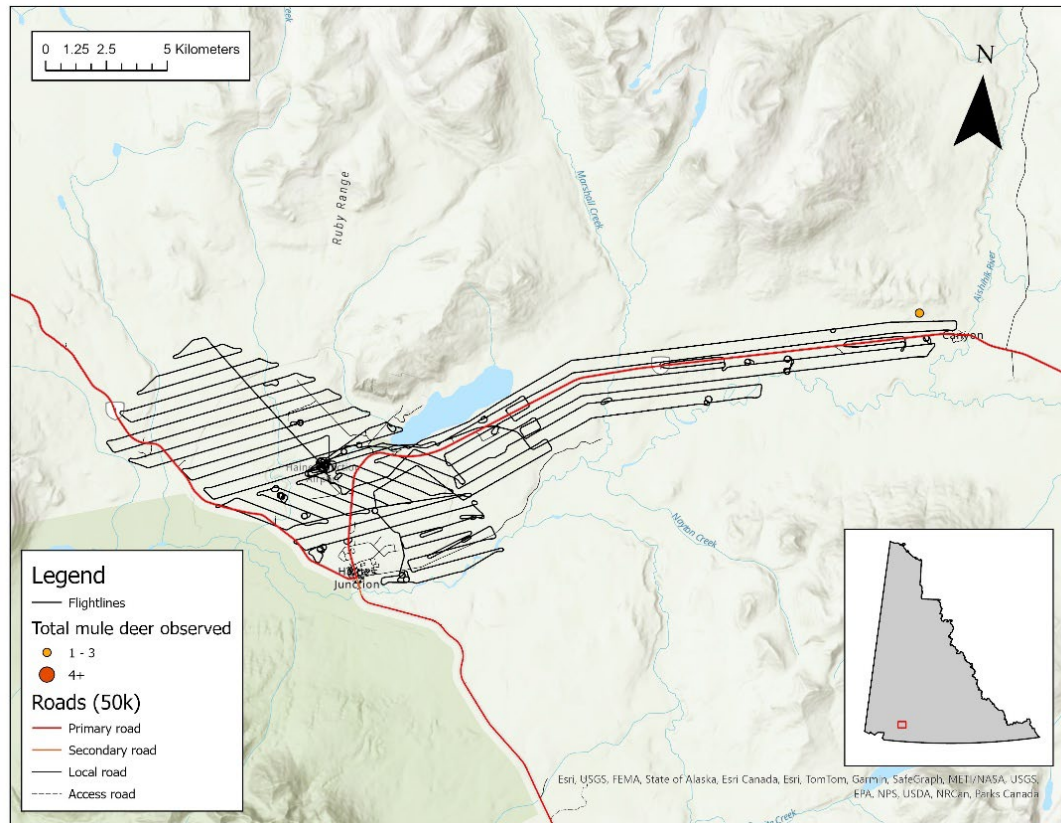 0 1.25 2.5 5 Kilometers
N
Creek
Ruby Range
Marshall Creek
Aishihik River
Canyon
Junction
Noyton Creek
Legend
Flightlines
Total mule deer observed
1 - 3
4+
Roads (50k)
Primary road
Secondary road
Local road
Access road
Esri, USGS, FEMA, State of Alaska, Esri Canada, Esri, TomTom, Garmin, SafeGraph, METI/NASA, USGS,
EPA, NPS, USDA, NRCan, Parks Canada
Creek